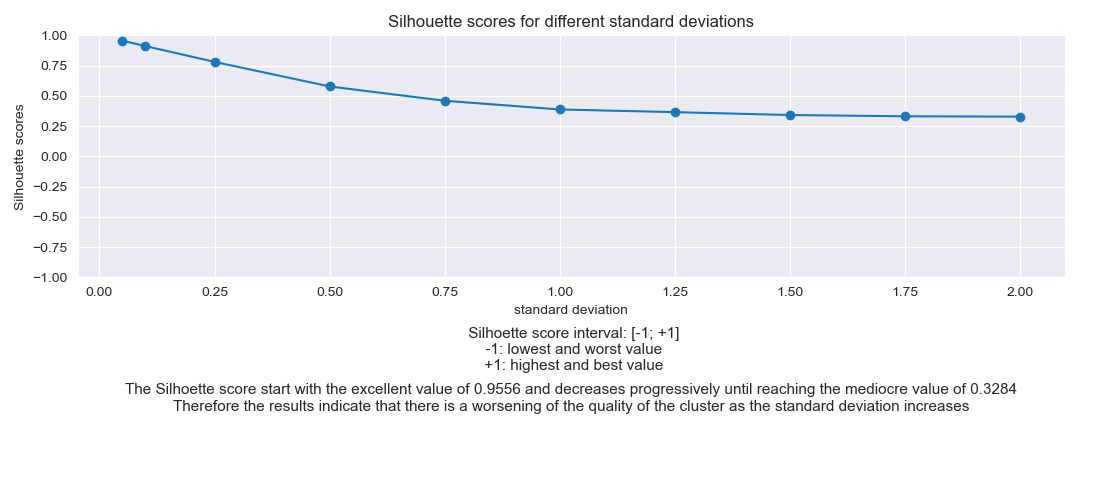 Silhouette scores for different standard deviations
Silhouette scores
1.00
0.75
0.50
0.25
0.00
−0.25
−0.50
−0.75
−1.00
0.00 0.25 0.50 0.75 1.00 1.25 1.50 1.75 2.00
standard deviation
Silhoette score interval: [-1; +1]
-1: lowest and worst value
+1: highest and best value
The Silhoette score start with the excellent value of 0.9556 and decreases progressively until reaching the mediocre value of 0.3284
Therefore the results indicate that there is a worsening of the quality of the cluster as the standard deviation increases